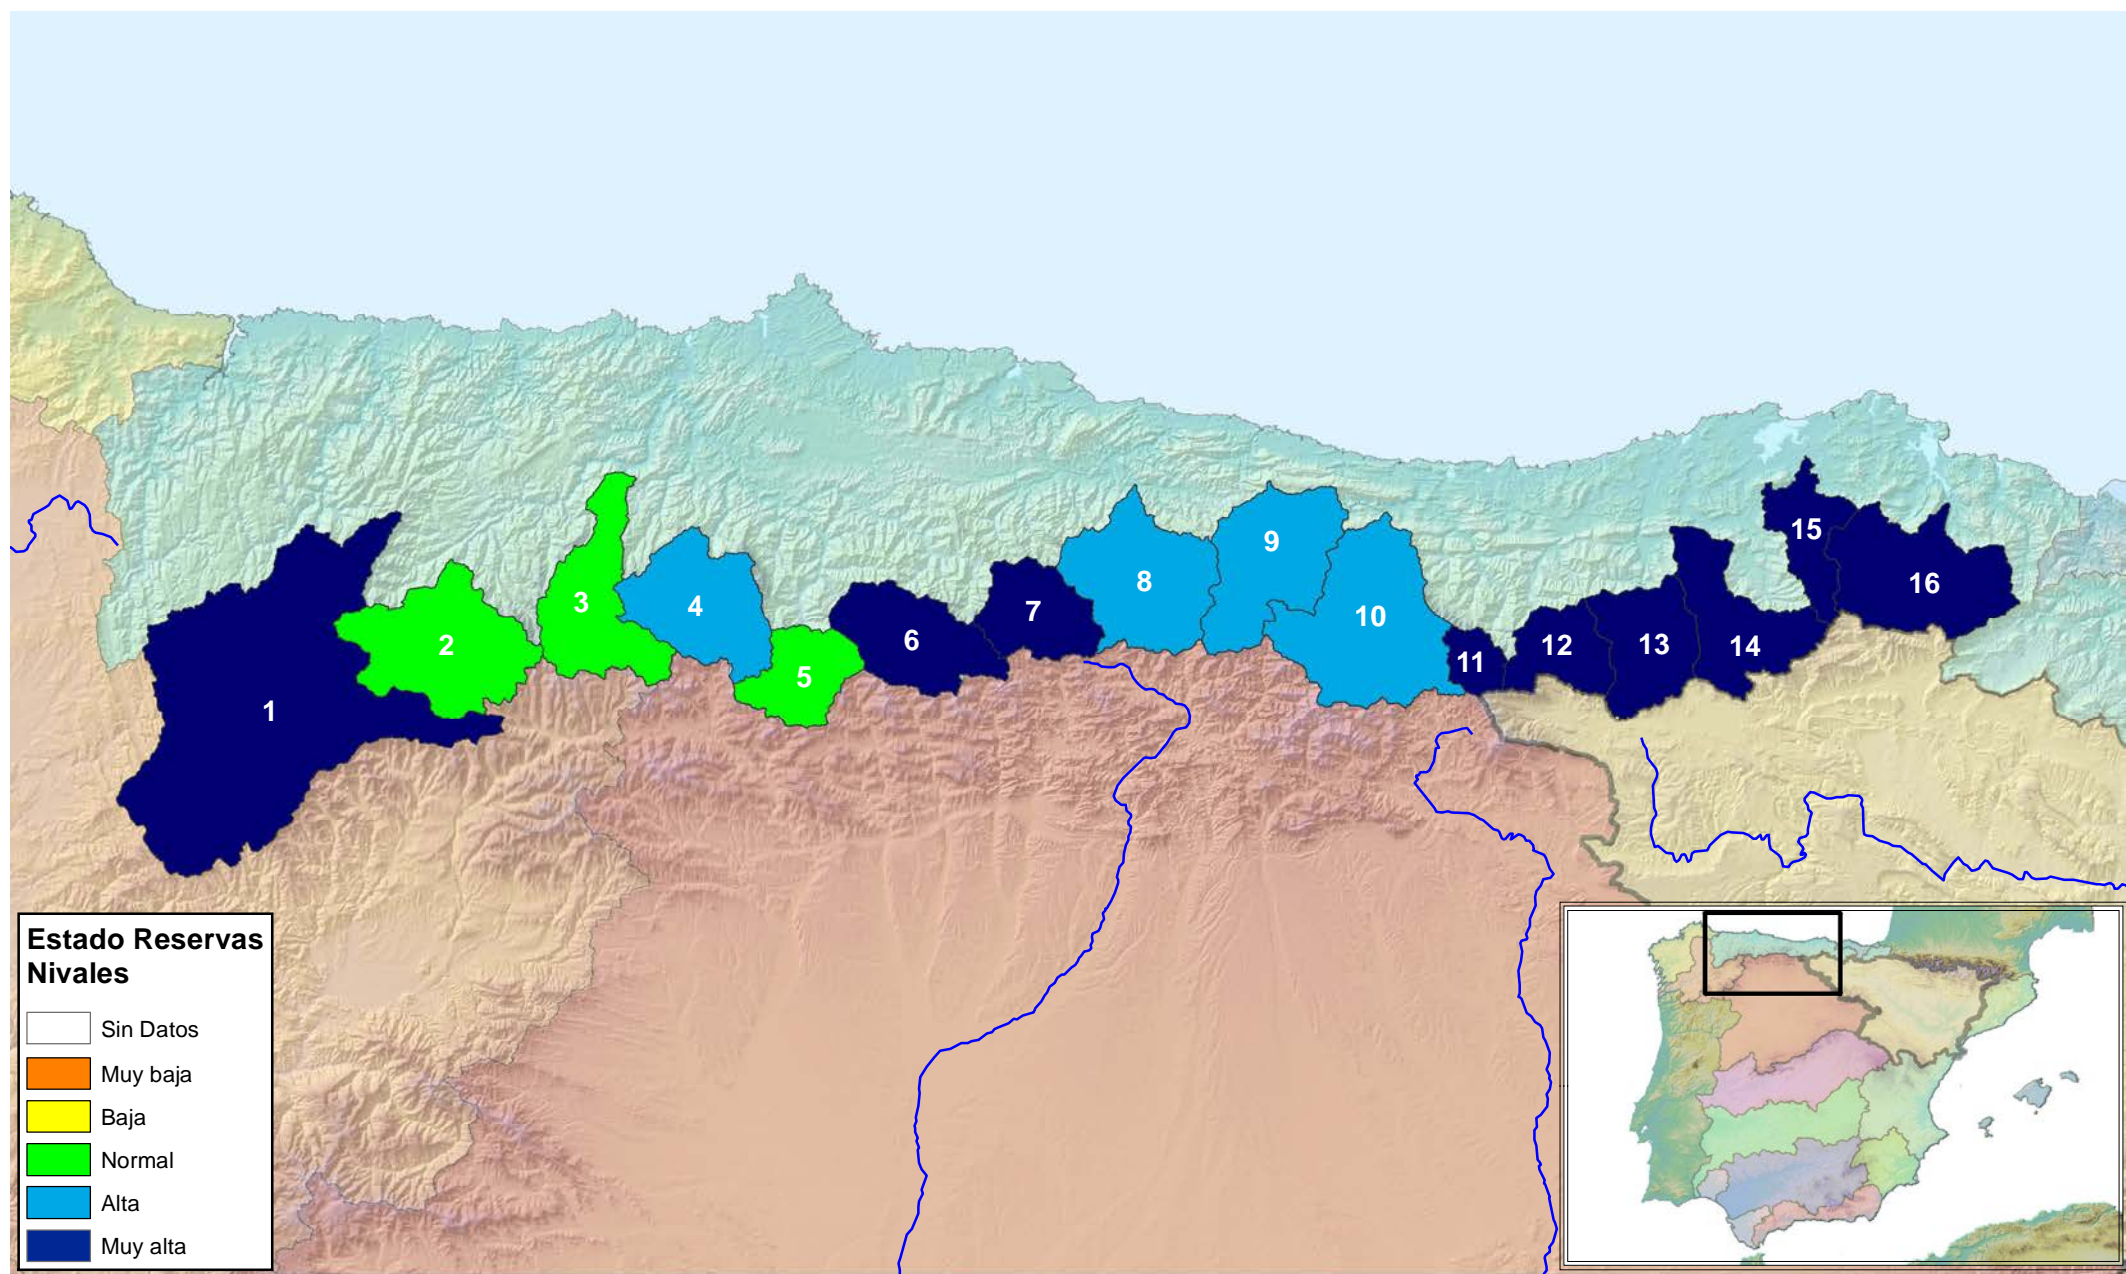 1
2
3
4
5
6
7
8
9
10
11
12
13
14
15
16
Estado Reservas
Nivales
Sin Datos
Muy baja
Baja
Normal
Alta
Muy alta